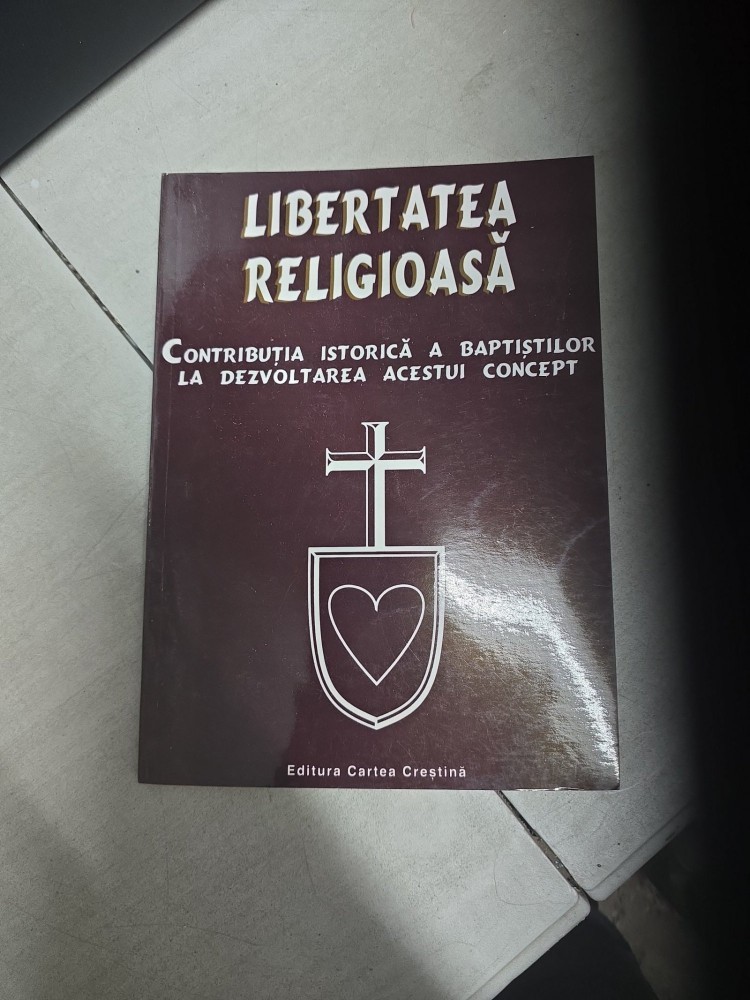 LIBERTATEA
RELIGIOASĂ
CONTRIBUȚIA ISTORICĂ A BAPTIȘTILOR
LA DEZVOLTAREA ACESTUI CONCEPT
Editura Cartea Creștină